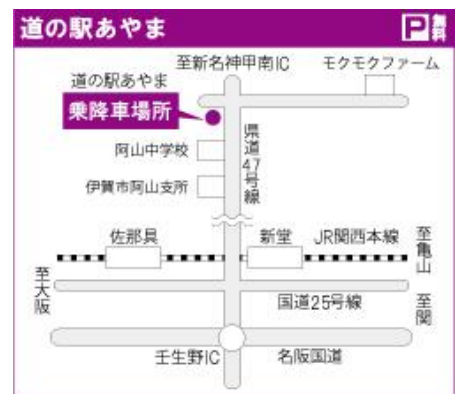 道の駅あやま
P無料
至新名神甲南IC
モクモクファーム
道の駅あやま
乗降車場所
阿山中学校
県道47号線
伊賀市阿山支所
佐那具
新堂
JR関西本線
至亀山
至大阪
国道25号線
至関
壬生野IC
名阪国道